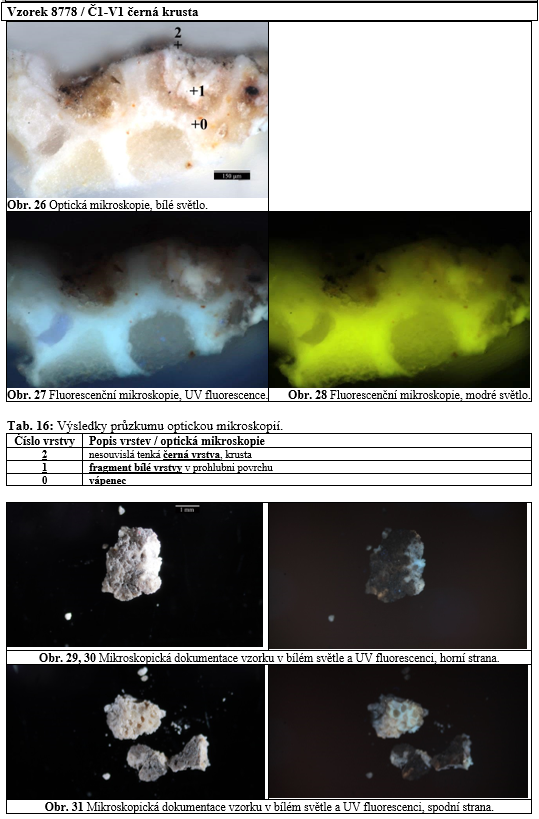 Vzorek 8778 / Č1-V1 černá krusta
2
+
+1
+0
150 µm
Obr. 26 Optická mikroskopie, bílé světlo.
Obr. 27 Fluorescenční mikroskopie, UV fluorescence.
Obr. 28 Fluorescenční mikroskopie, modré světlo.
Tab. 16: Výsledky průzkumu optickou mikroskopií.
Číslo vrstvy Popis vrstev / optická mikroskopie
2 nesouvislá tenká černá vrstva, krusta
1 fragment bílé vrstvy v prohlubni povrchu
0 vápenec
1 mm
Obr. 29, 30 Mikroskopická dokumentace vzorku v bílém světle a UV fluorescenci, horní strana.
Obr. 31 Mikroskopická dokumentace vzorku v bílém světle a UV fluorescenci, spodní strana.